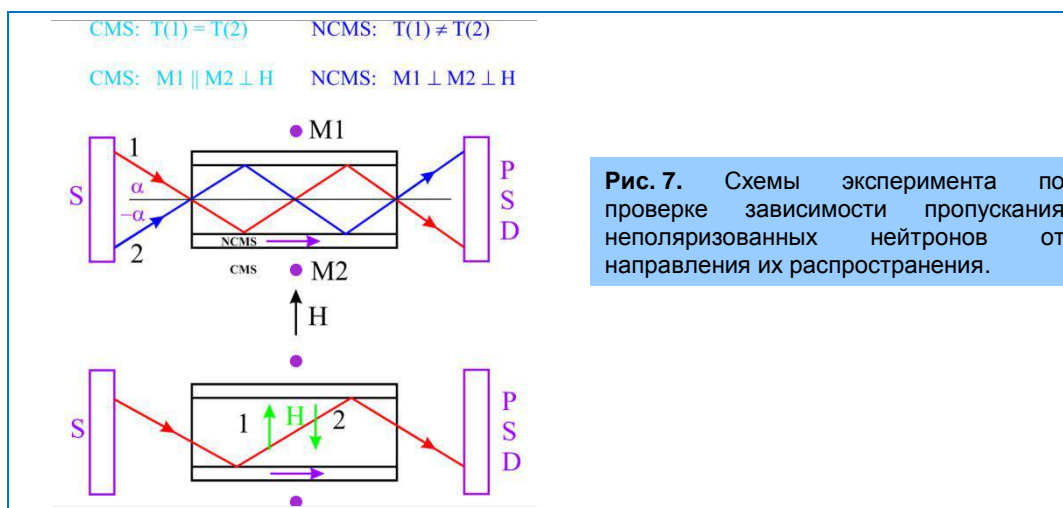 CMS: T(1) = T(2) NCMS: T(1) ≠ T(2)
CMS: M1 || M2 ⊥ H NCMS: M1 ⊥ M2 ⊥ H
M1
1
S
α
−α
2
NCMS
CMS
M2
P
S
D
H
S
1
H
2
P
S
D
Рис. 7. Схемы эксперимента по
проверке зависимости пропускания
неполяризованных нейтронов от
направления их распространения.